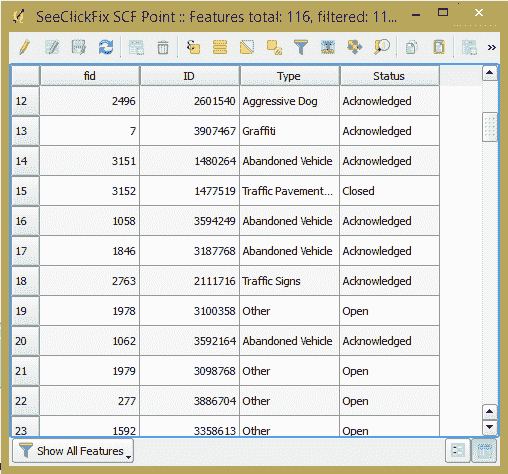 SeeClickFix SCF Point :: Features total: 116, filtered: 11...
»
fid ID Type Status
12 2496 2601540 Aggressive Dog Acknowledged
13 7 3907467 Graffiti Acknowledged
14 3151 1480264 Abandoned Vehicle Acknowledged
15 3152 1477519 Traffic Pavement... Closed
16 1058 3594249 Abandoned Vehicle Acknowledged
17 1846 3187768 Abandoned Vehicle Acknowledged
18 2763 2111716 Traffic Signs Acknowledged
19 1978 3100358 Other Open
20 1062 3592164 Abandoned Vehicle Acknowledged
21 1979 3098768 Other Open
22 277 3886704 Other Open
23 1592 3358613 Other Open
Show All Features